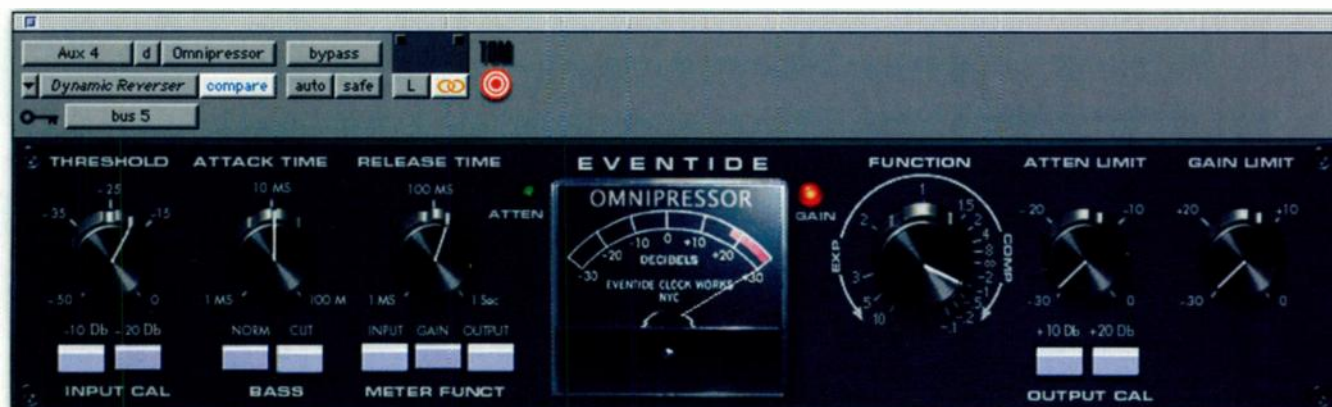 Aux 4 d Omnipressor bypass TDM
Dynamic Reverser compare auto safe L
bus 5
THRESHOLD ATTACK TIME RELEASE TIME EVENTIDE FUNCTION ATTEN LIMIT GAIN LIMIT
-25 10 MS 100 MS ATTEN OMNIPRESSOR GAIN 1
-35 -15 1.5 2 -20 -10 +20 +10
-30 -20 -10 0 +10 +20 +30
DECIBELS
EVENTIDE CLOCK WORKS
NYC
EXP COMP
-50 0 1 MS 100 M 1 MS 1 Sec 2 3 5 10 -30 0 -30 0
-10 Db -20 Db NORM CUT INPUT GAIN OUTPUT +10 Db +20 Db
INPUT CAL BASS METER FUNCT OUTPUT CAL